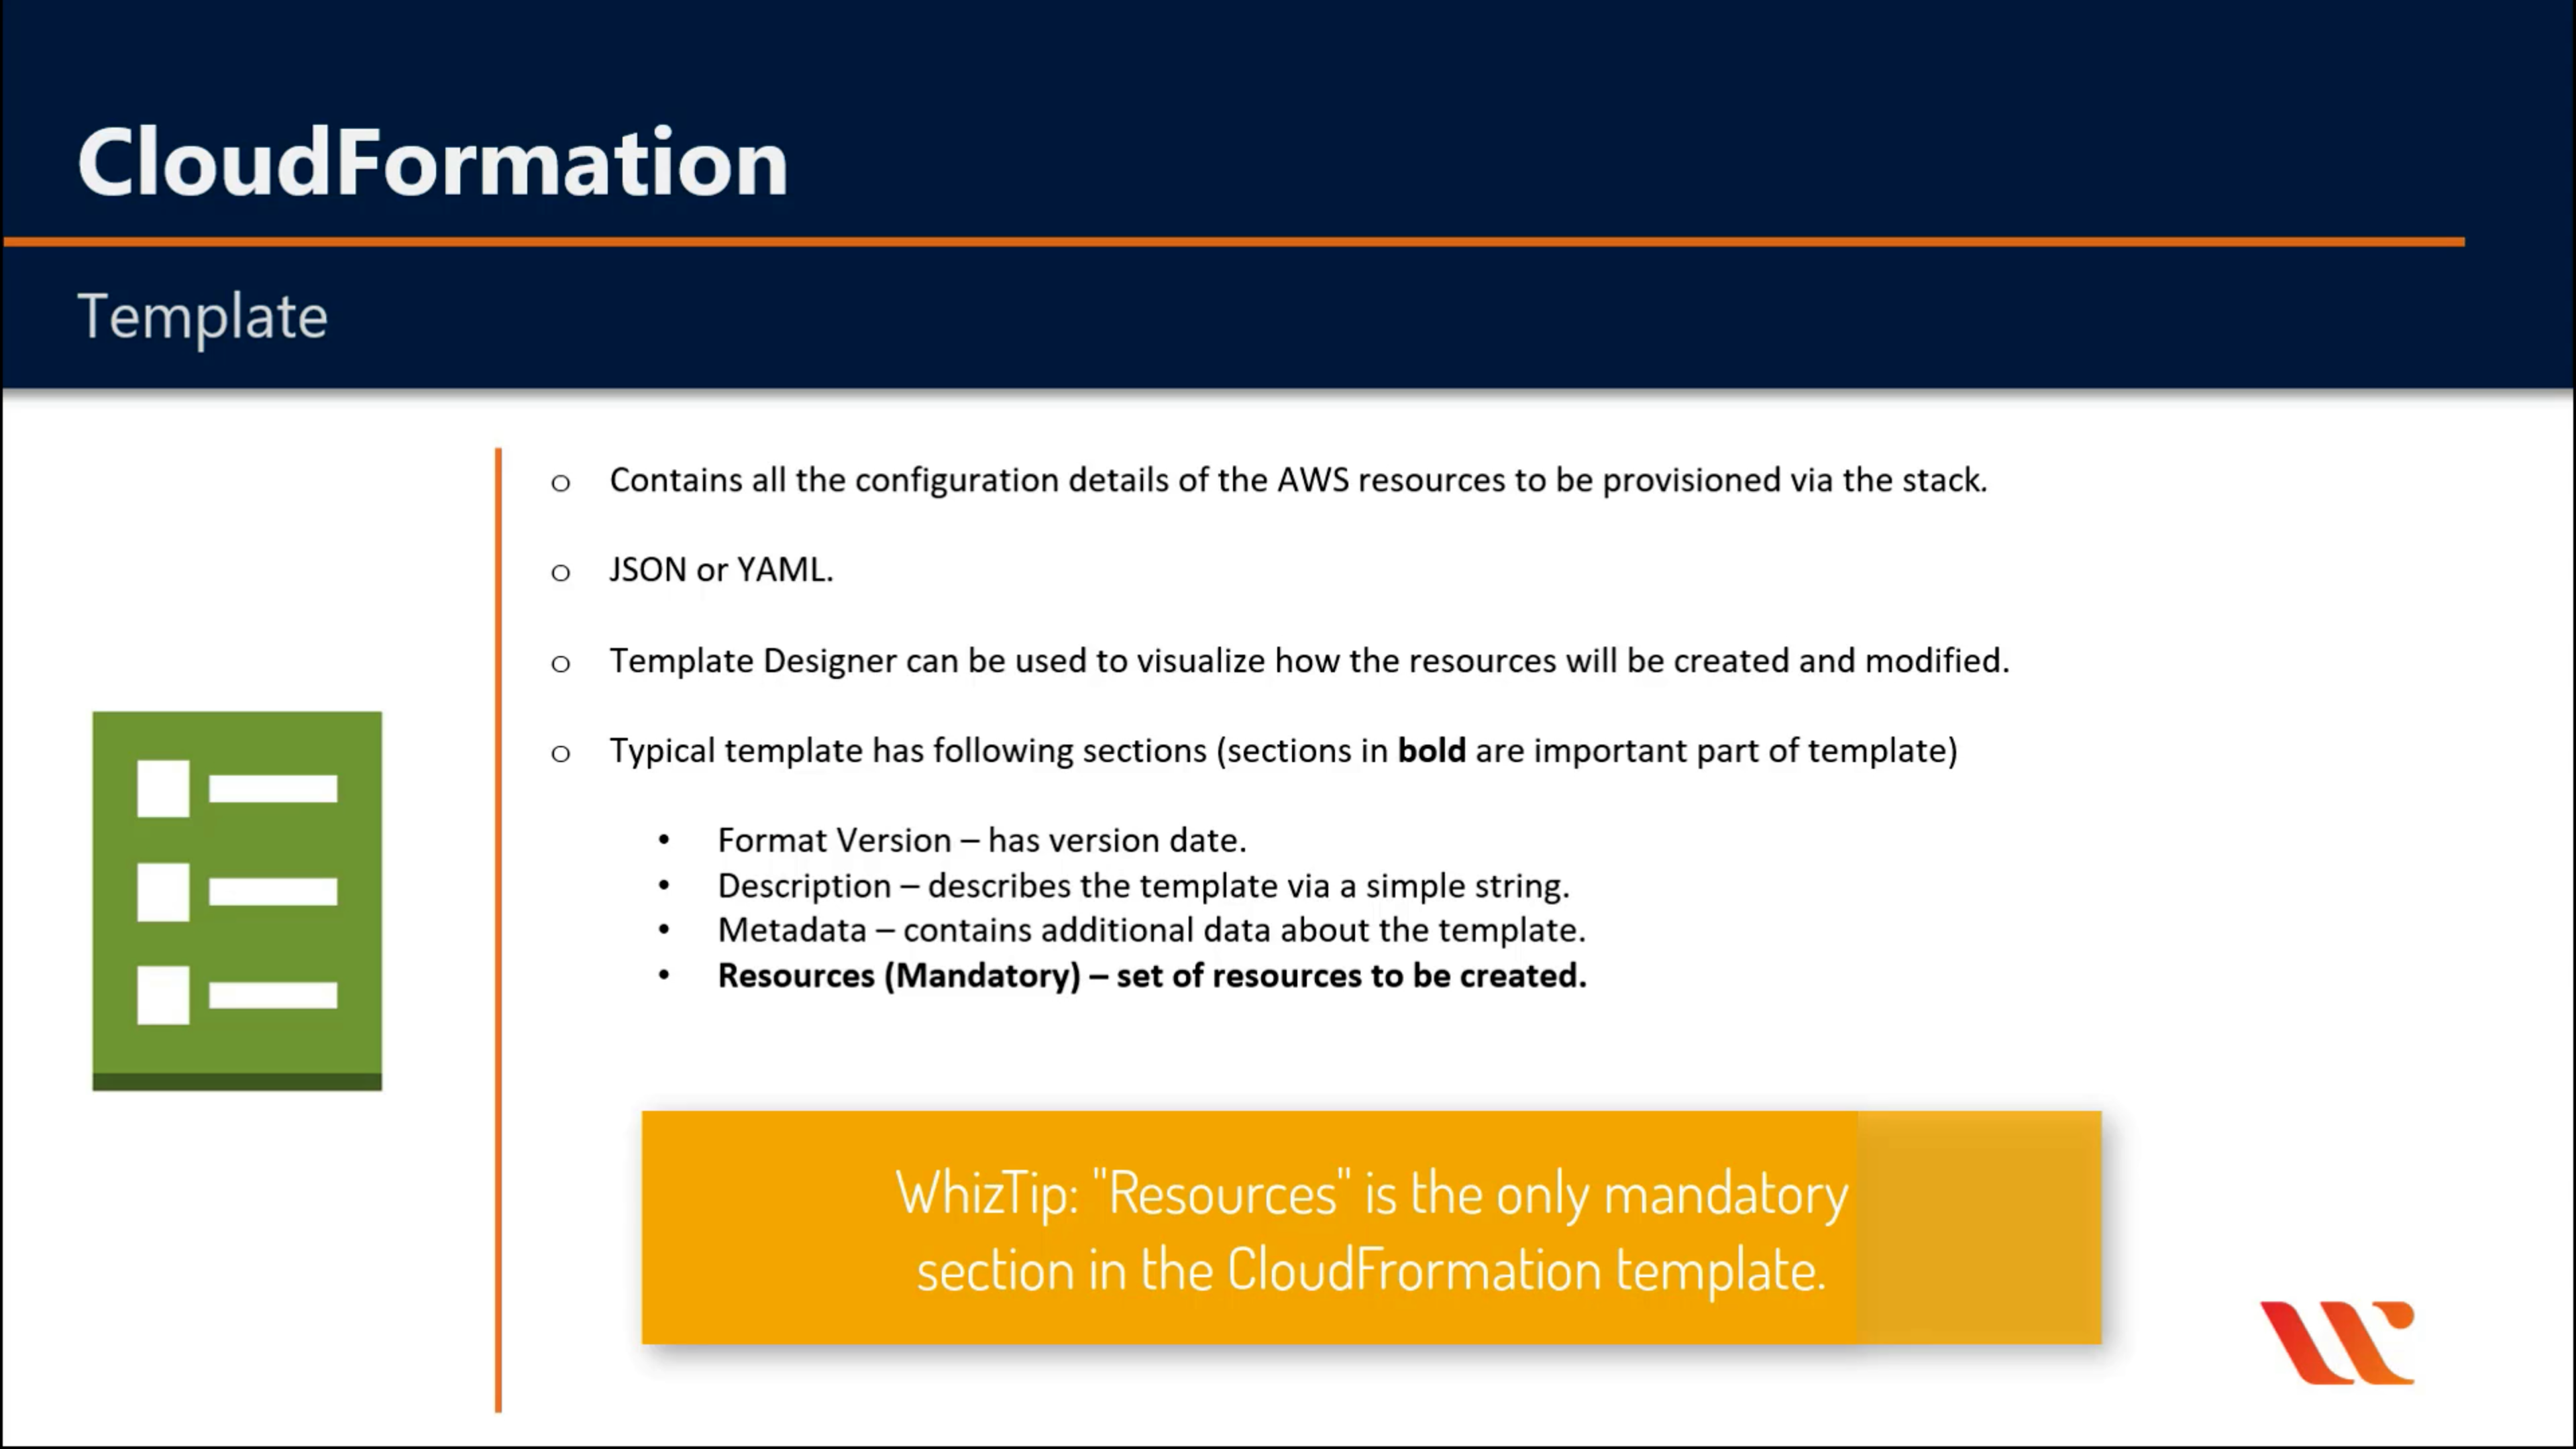 CloudFormation
Template
o Contains all the configuration details of the AWS resources to be provisioned via the stack.
o JSON or YAML.
o Template Designer can be used to visualize how the resources will be created and modified.
o Typical template has following sections (sections in bold are important part of template)
• Format Version – has version date.
• Description – describes the template via a simple string.
• Metadata – contains additional data about the template.
• Resources (Mandatory) – set of resources to be created.
WhizTip: "Resources" is the only mandatory
section in the CloudFrormation template.